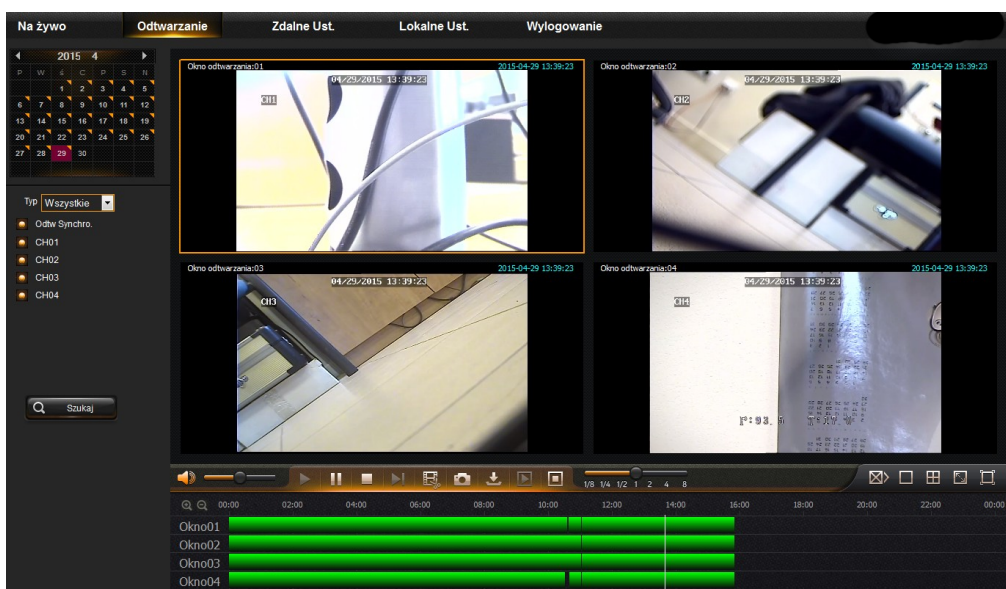 Na żywo Odtwarzanie Zdalne Ust. Lokalne Ust. Wylogowanie
2015 4
P W Ś C P S N
1 2 3 4 5
6 7 8 9 10 11 12
13 14 15 16 17 18 19
20 21 22 23 24 25 26
27 28 29 30
Typ Wszystkie
Odtw Synchro.
CH01
CH02
CH03
CH04
Szukaj
Okno odtwarzania:01 2015-04-29 13:39:23
04/29/2015 13:39:23
CH1
Okno odtwarzania:02 2015-04-29 13:39:23
04/29/2015 13:39:23
CH2
Okno odtwarzania:03 2015-04-29 13:39:23
04/29/2015 13:39:23
CH3
Okno odtwarzania:04 2015-04-29 13:39:23
04/29/2015 13:39:23
CH4
1/8 1/4 1/2 1 2 4 8
00:00 02:00 04:00 06:00 08:00 10:00 12:00 14:00 16:00 18:00 20:00 22:00 00:00
Okno01
Okno02
Okno03
Okno04